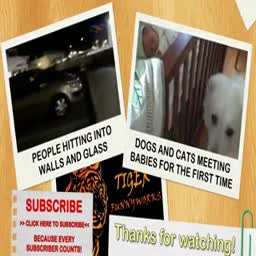 PEOPLE HITTING INTO
WALLS AND GLASS
DOGS AND CATS MEETING
BABIES FOR THE FIRST TIME
SUBSCRIBE
>> CLICK HERE TO SUBSCRIBE <<
BECAUSE EVERY
SUBSCRIBER COUNTS!
TIGER
FUNNYWORKS
Thanks for watching!